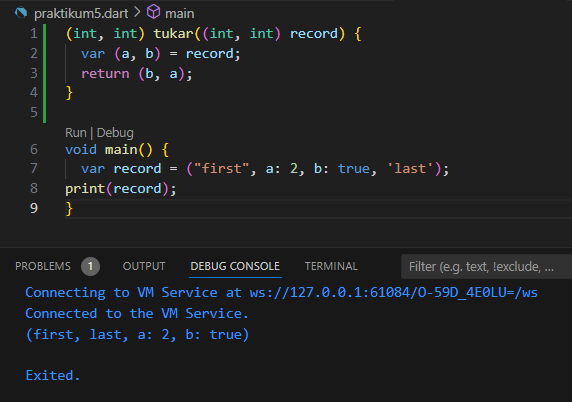 praktikum5.dart > main
1 (int, int) tukar((int, int) record) {
2 var (a, b) = record;
3 return (b, a);
4 }
5
Run | Debug
6 void main() {
7 var record = ("first", a: 2, b: true, 'last');
8 print(record);
9 }
PROBLEMS 1 OUTPUT DEBUG CONSOLE TERMINAL Filter (e.g. text, !exclude, ...
Connecting to VM Service at ws://127.0.0.1:61084/O-59D_4E0LU=/ws
Connected to the VM Service.
(first, last, a: 2, b: true)
Exited.